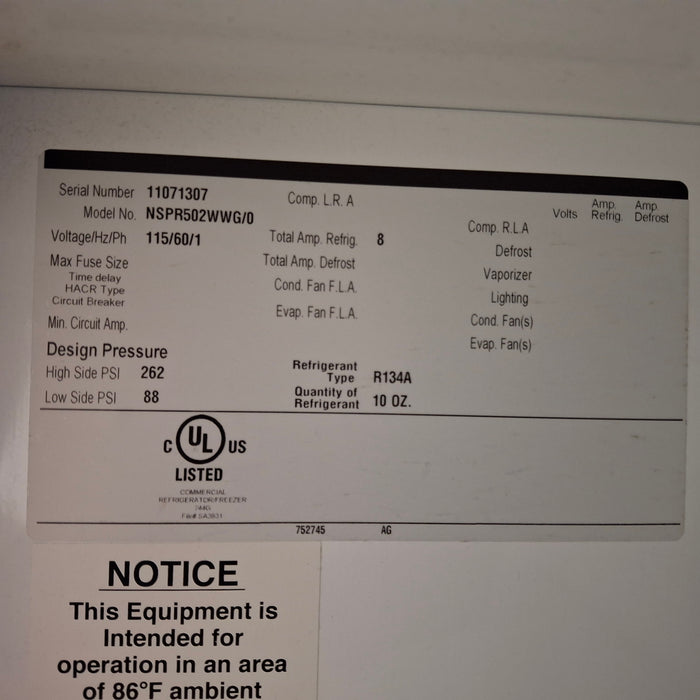 Serial Number 11071307 Comp. L.R. A
Model No. NSPR502WWG/0 Volts Amp. Refrig. Amp. Defrost
Voltage/Hz/Ph 115/60/1 Total Amp. Refrig. 8 Comp. R.L.A
Max Fuse Size Total Amp. Defrost Defrost
Time delay
HACR Type Cond. Fan F.L.A. Vaporizer
Circuit Breaker Lighting
Min. Circuit Amp. Evap. Fan F.L.A. Cond. Fan(s)
Design Pressure Evap. Fan(s)
High Side PSI 262 Refrigerant Type R134A
Low Side PSI 88 Quantity of Refrigerant 10 OZ.
C UL US
LISTED
COMMERCIAL
REFRIGERATOR/FREEZER
752745 AG
NOTICE
This Equipment is
Intended for
operation in an area
of 86°F ambient